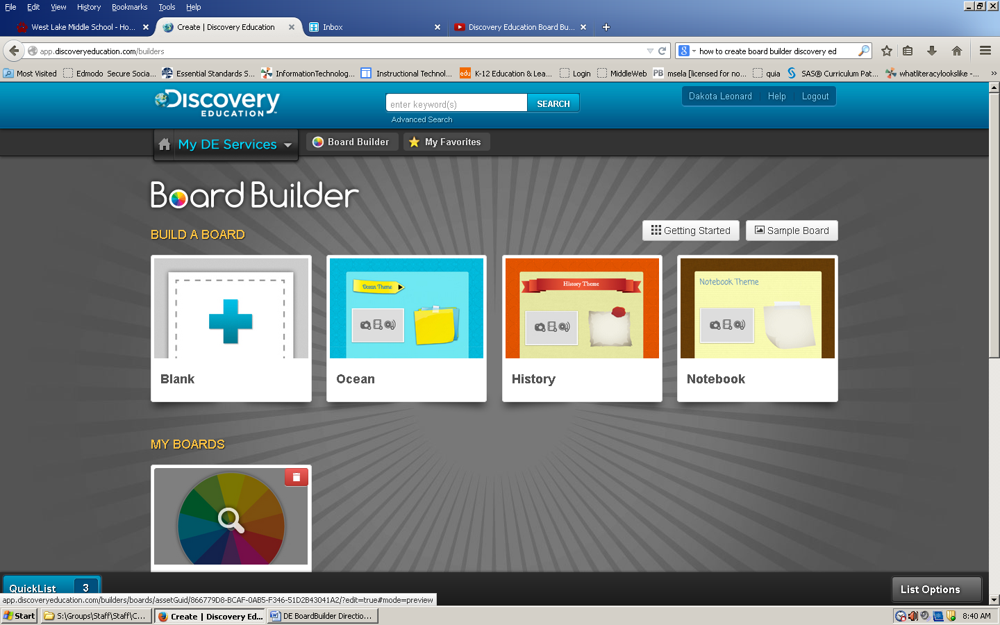 File Edit View History Bookmarks Tools Help
West Lake Middle School - Ho...
Create | Discovery Education
Inbox
Discovery Education Board Bu...
app.discoveryeducation.com/builders
how to create board builder discovery ed
Most Visited
Edmodo Secure Socia...
Essential Standards S...
InformationTechnolog...
Instructional Technol...
edu K-12 Education & Lea...
Login
MiddleWeb
PB msela [licensed for no...
quia
SAS® Curriculum Pat...
whatliteracylookslike -...
Discovery
EDUCATION
enter keyword(s)
SEARCH
Advanced Search
Dakota Leonard Help Logout
My DE Services
Board Builder
My Favorites
Board Builder
BUILD A BOARD
Getting Started
Sample Board
Ocean Theme
History Theme
Notebook Theme
Blank
Ocean
History
Notebook
MY BOARDS
QuickList 3
List Options
app.discoveryeducation.com/builders/boards/assetGuid/866779D8-BCAF-0AB5-F346-51D2B43041A2/?edit=true#mode=preview
Start
S:\Groups\Staff\Staff\C...
Create | Discovery Ed...
DE BoardBuilder Directio...
8:40 AM